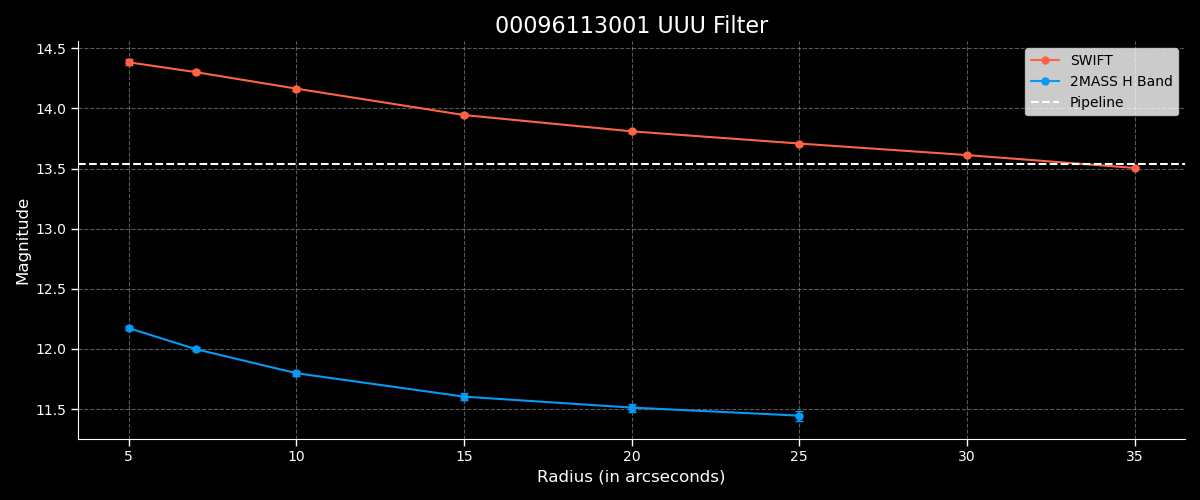 00096113001 UUU Filter
SWIFT
2MASS H Band
Pipeline
Magnitude
14.5
14.0
13.5
13.0
12.5
12.0
11.5
5 10 15 20 25 30 35
Radius (in arcseconds)